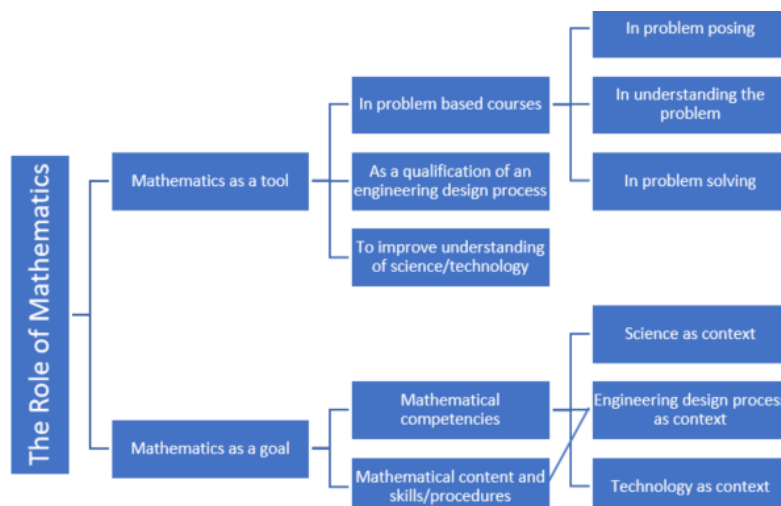 The Role of Mathematics
Mathematics as a tool
In problem based courses
In problem posing
In understanding the
problem
In problem solving
As a qualification of an
engineering design process
To improve understanding
of science/technology
Mathematics as a goal
Mathematical
competencies
Science as context
Engineering design process
as context
Technology as context
Mathematical content and
skills/procedures